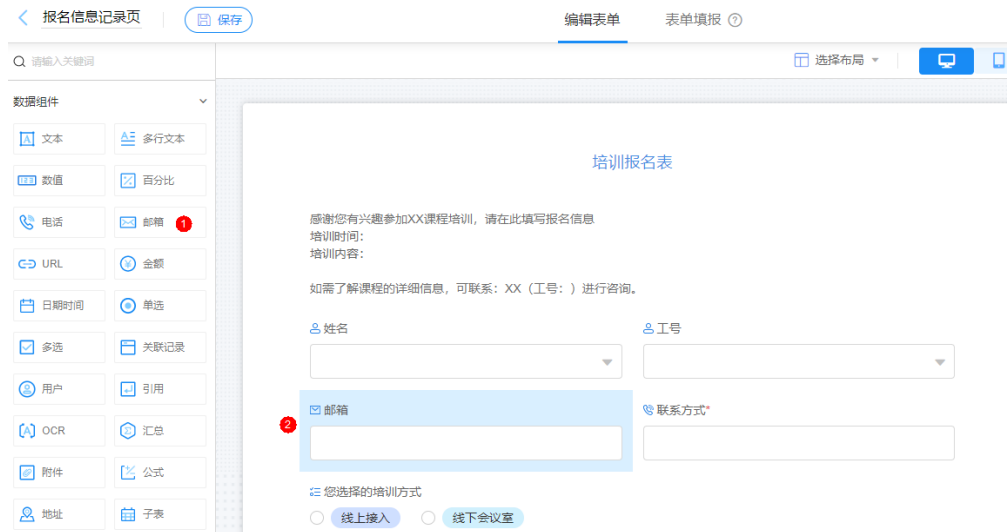 报名信息记录页 保存 编辑表单 表单填报
请输入关键词 选择布局
数据组件
文本 多行文本
数值 百分比
电话 邮箱 1
URL 金额
日期时间 单选
多选 关联记录
用户 引用
OCR 汇总
附件 公式
地址 子表
培训报名表
感谢您有兴趣参加XX课程培训，请在此填写报名信息
培训时间：
培训内容：
如需了解课程的详细信息，可联系：XX（工号：）进行咨询。
姓名 工号
邮箱 联系方式*
2
您选择的培训方式
线上接入 线下会议室